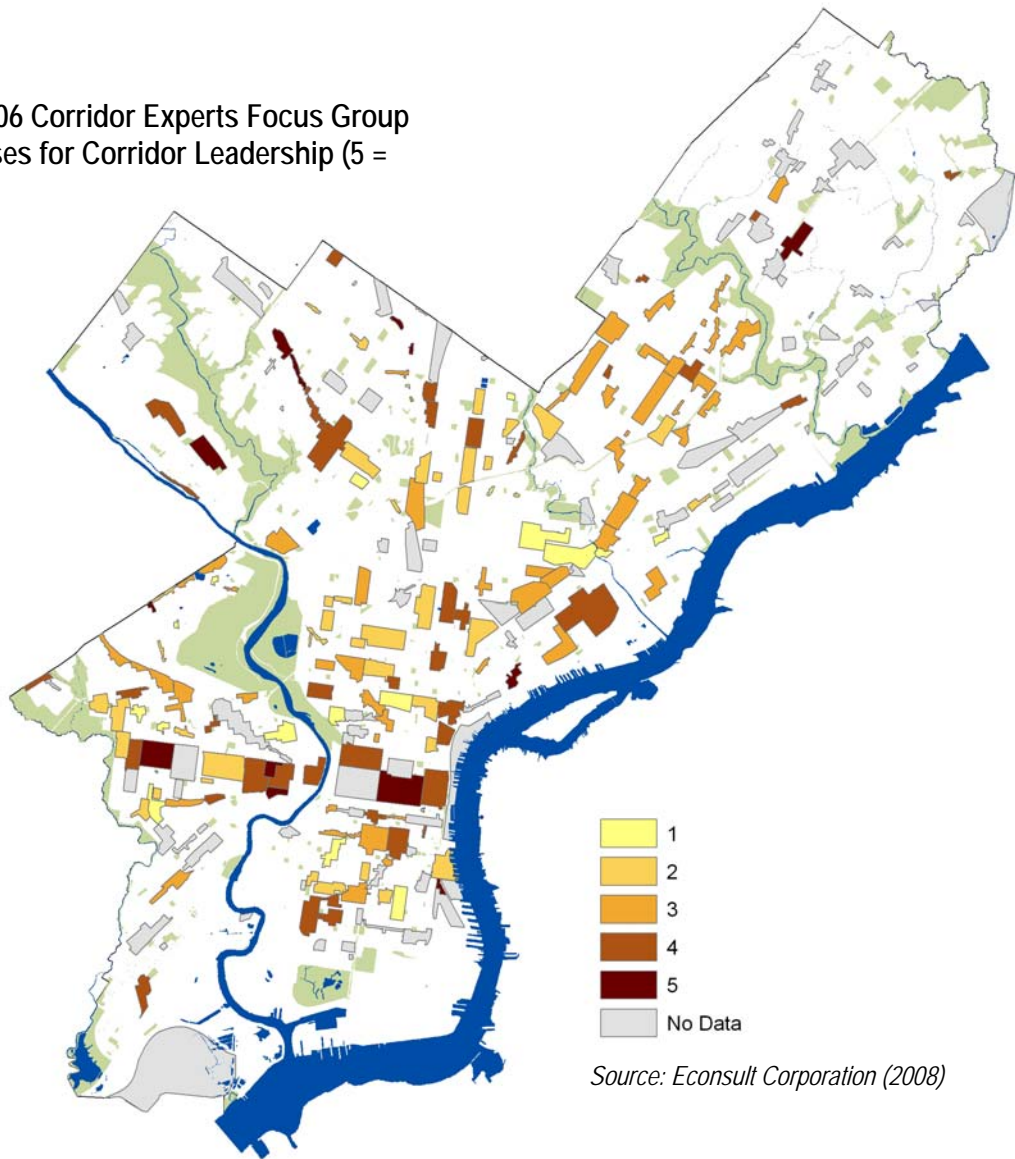 06 Corridor Experts Focus Group
ses for Corridor Leadership (5 =
1
2
3
4
5
No Data
Source: Econsult Corporation (2008)